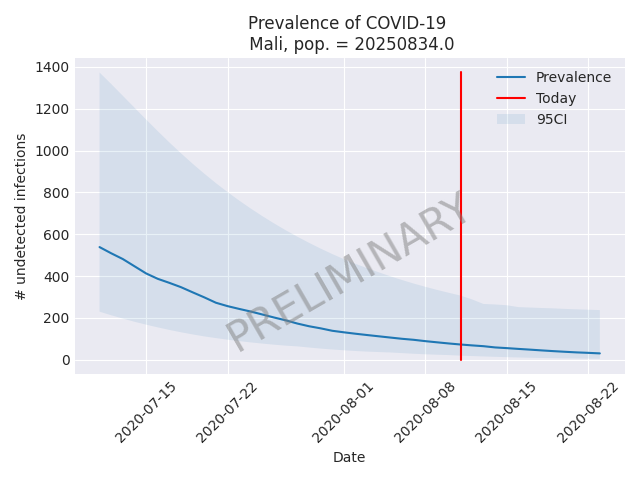 Prevalence of COVID-19
Mali, pop. = 20250834.0
# undetected infections
1400
1200
1000
800
600
400
200
0
Prevalence
Today
95CI
PRELIMINARY
2020-07-15
2020-07-22
2020-08-01
2020-08-08
2020-08-15
2020-08-22
Date